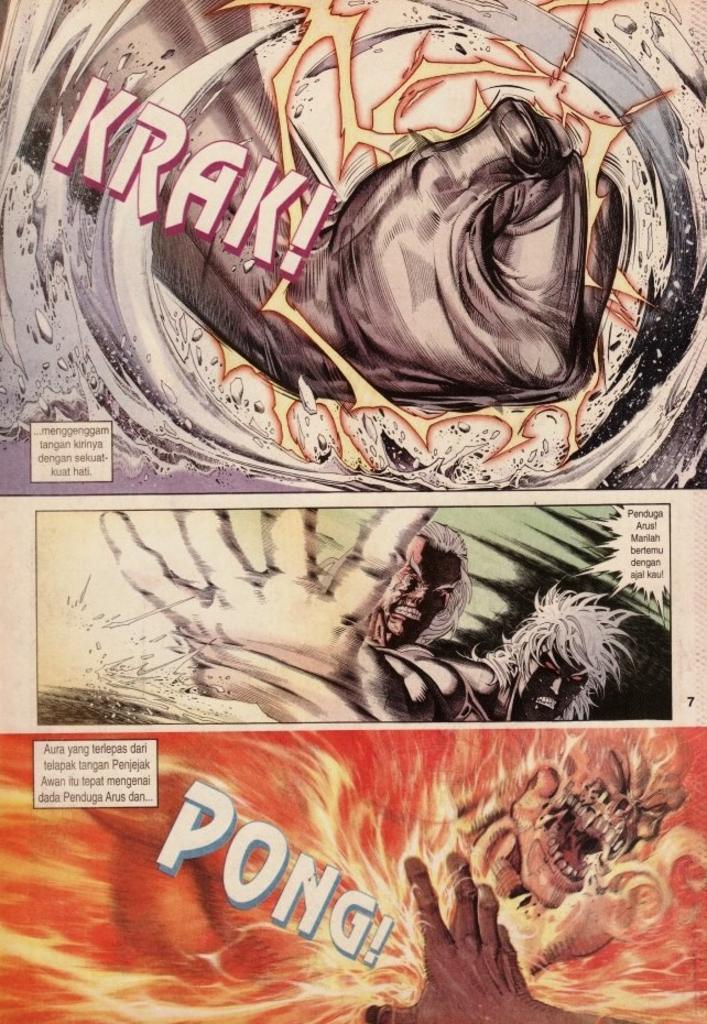 KRAK!
...menggenggam
tangan kirinya
dengan sekuat-
kuat hati.
Penduga
Arus!
Marilah
bertemu
dengan
ajal kau!
7
Aura yang terlepas dari
telapak tangan Penjejak
Awan itu tepat mengenai
dada Penduga Arus dan...
PONG!